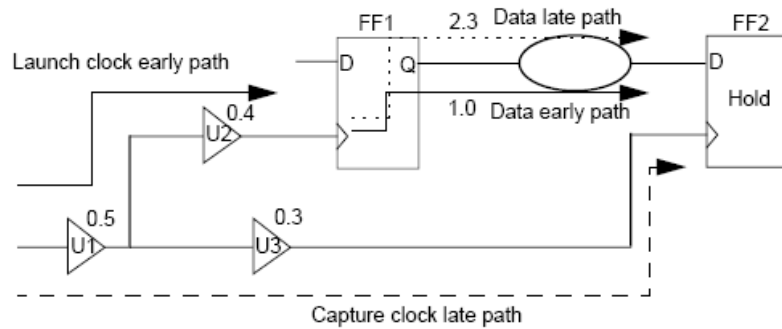 FF1
2.3
Data late path
FF2
Launch clock early path
D
Q
D
0.4
1.0
Data early path
Hold
U2
0.5
0.3
U1
U3
Capture clock late path